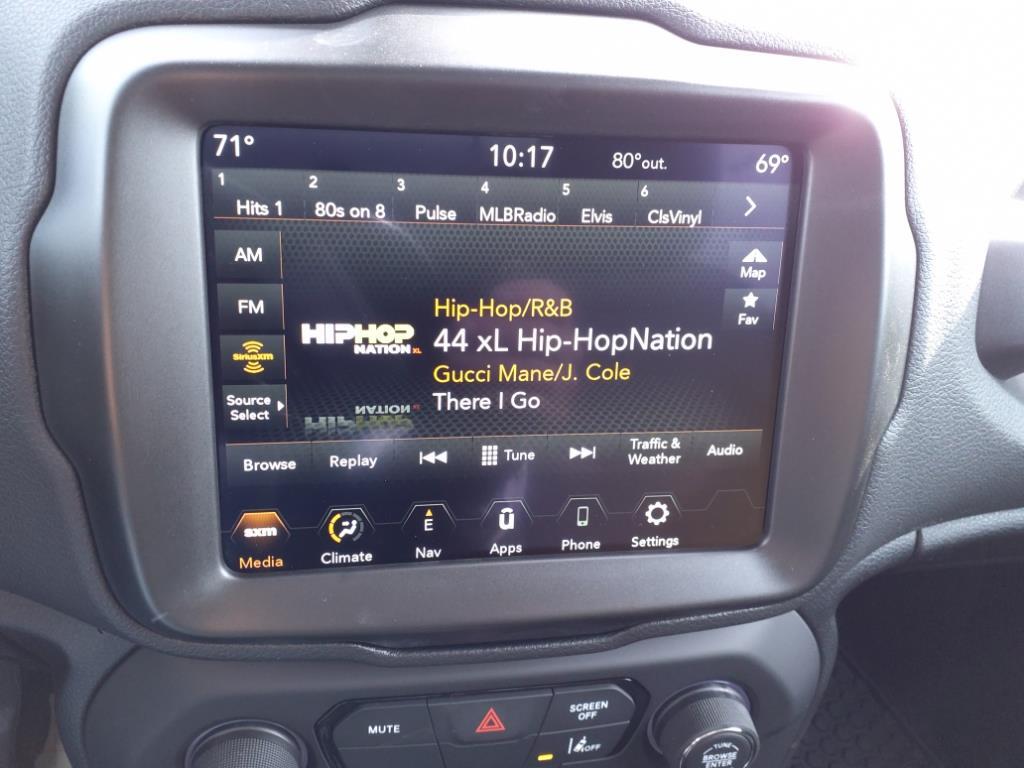 71° 10:17 80°out. 69°
1 2 3 4 5 6
Hits 1 80s on 8 Pulse MLBRadio Elvis ClsVinyl
AM
Map
FM
Fav
SiriusXM
Source
Select
HIPHOP
NATION XL
Hip-Hop/R&B
44 xL Hip-HopNation
Gucci Mane/J. Cole
There I Go
Browse Replay Tune Traffic & Audio
Weather
sxm E
Media Climate Nav Apps Phone Settings
MUTE SCREEN
OFF
OFF
TUNE
BROWSE
ENTER